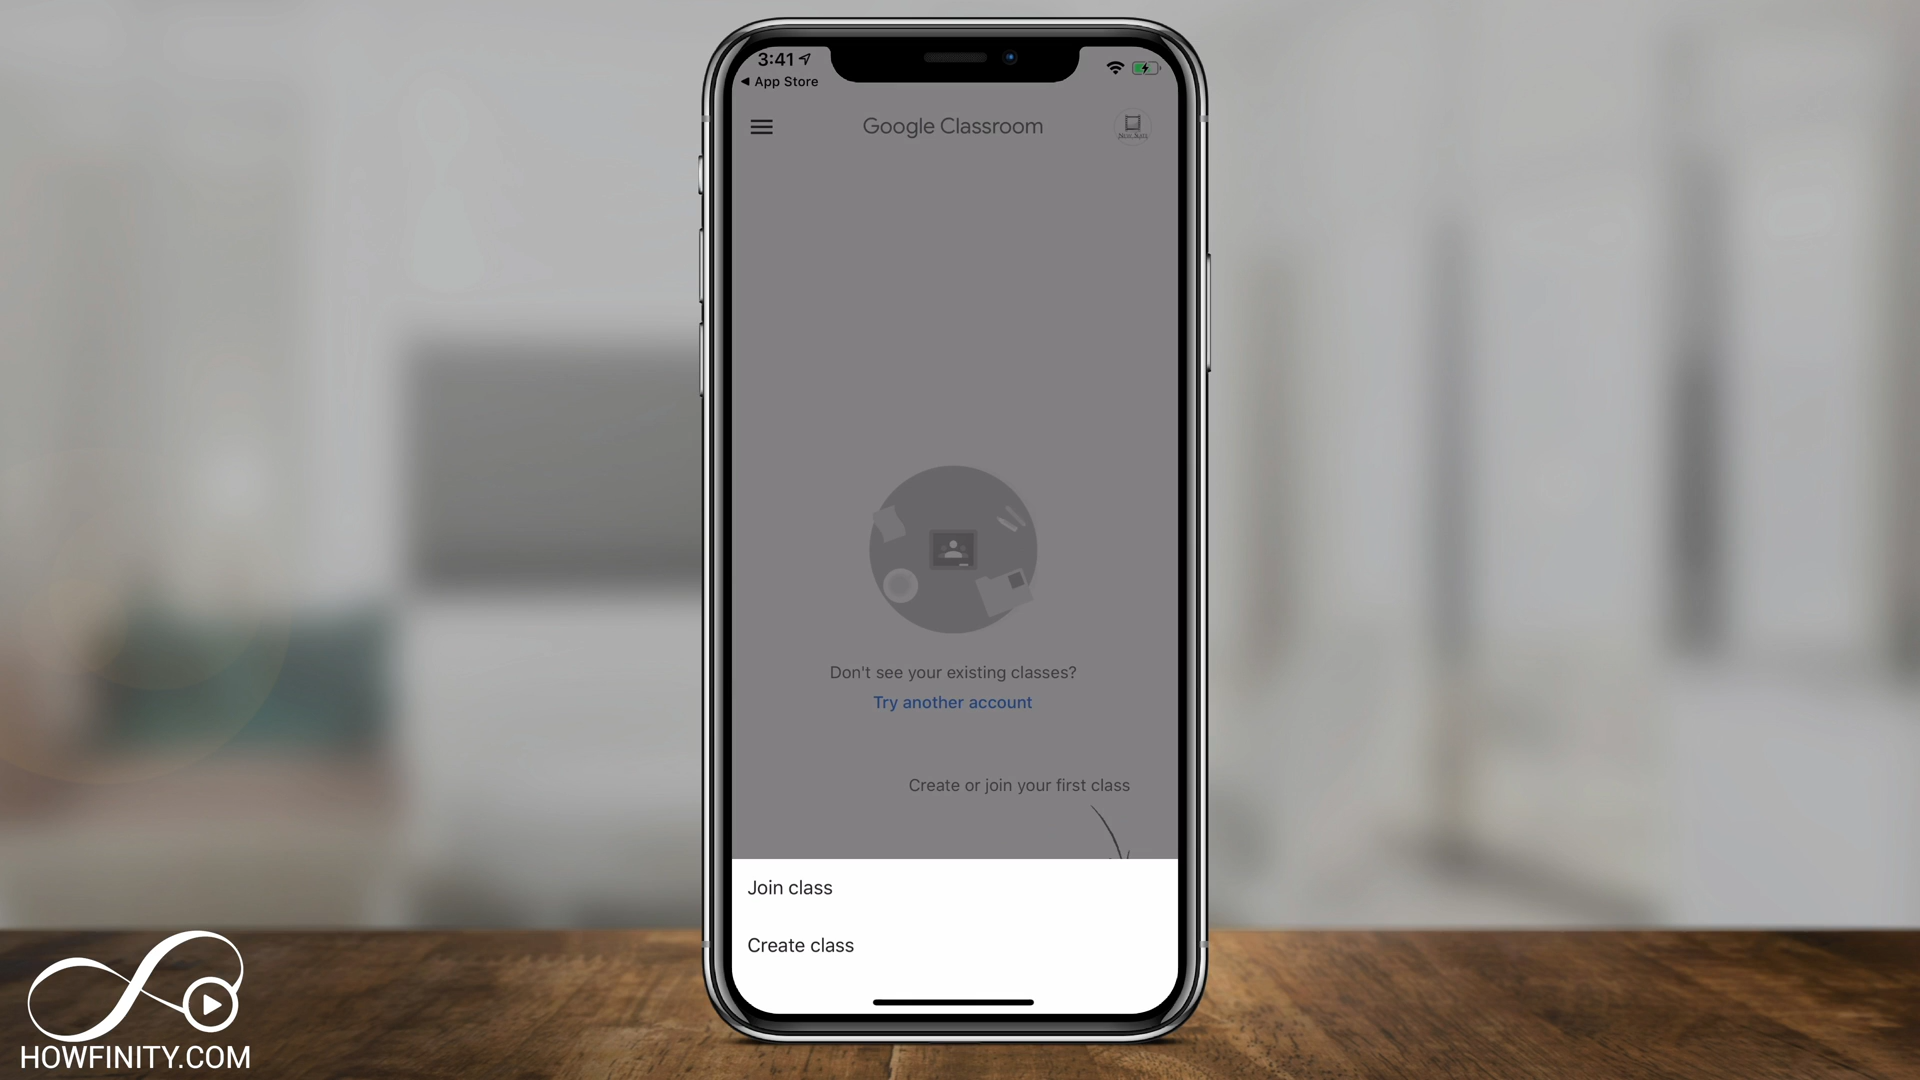 3:41
App Store
Google Classroom
Don't see your existing classes?
Try another account
Create or join your first class
Join class
Create class
HOWFINITY.COM